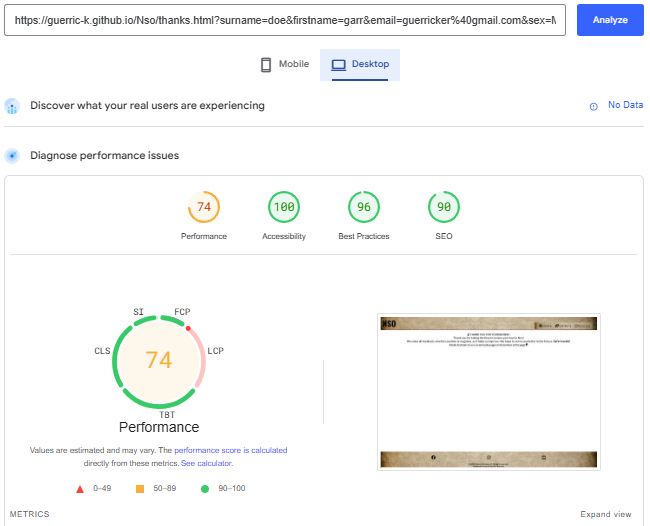 https://guerric-k.github.io/Nso/thanks.html?surname=doe&firstname=garr&email=guerricker%40gmail.com&sex=M
Analyze
Mobile
Desktop
Discover what your real users are experiencing
No Data
Diagnose performance issues
74
100
96
90
Performance
Accessibility
Best Practices
SEO
SI
FCP
CLS
LCP
74
TBT
Performance
Values are estimated and may vary. The performance score is calculated
directly from these metrics. See calculator.
0–49
50–89
90–100
NSO
METRICS
Expand view